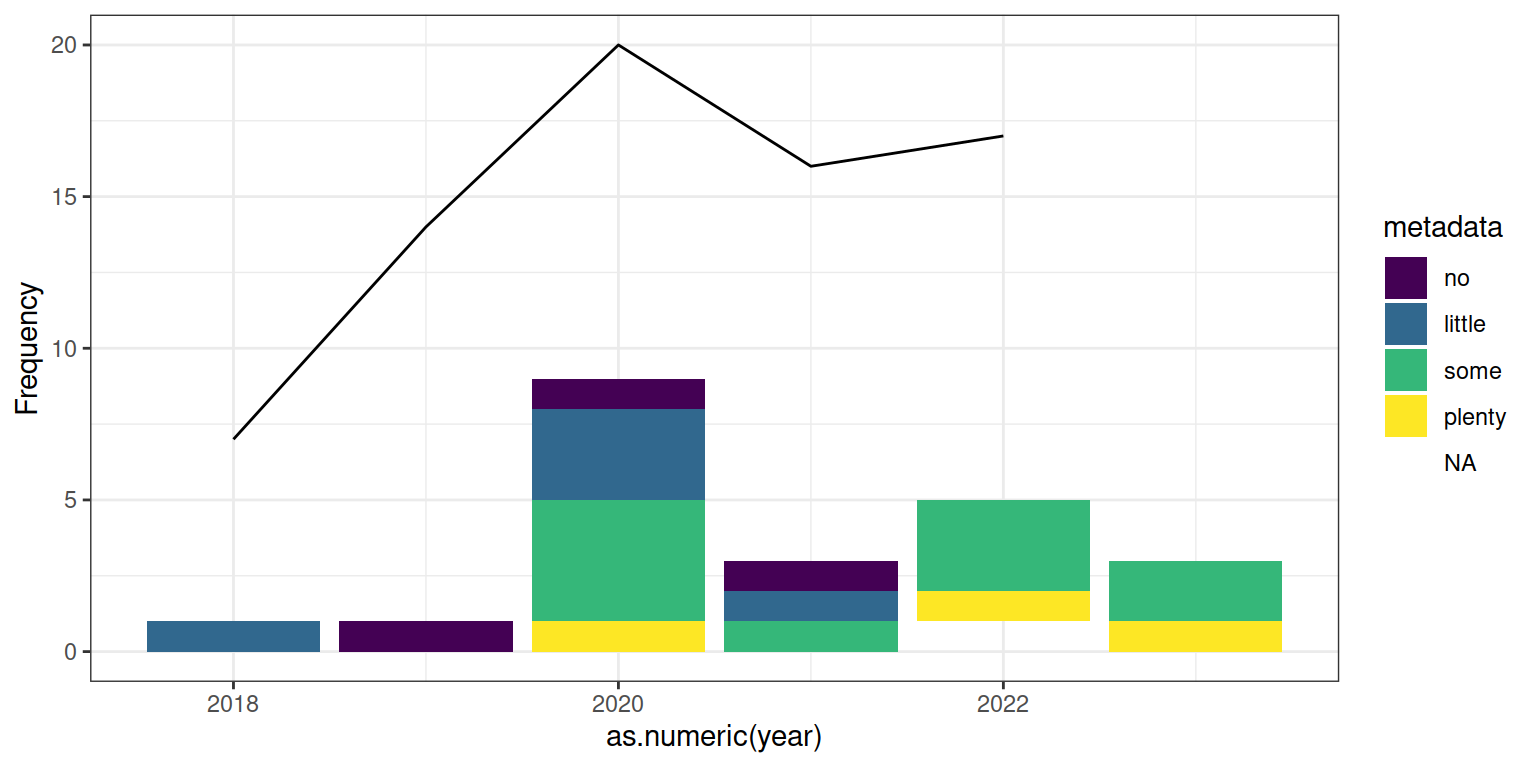 20
15
10
5
0
Frequency
2018
2020
2022
as.numeric(year)
metadata
no
little
some
plenty
NA